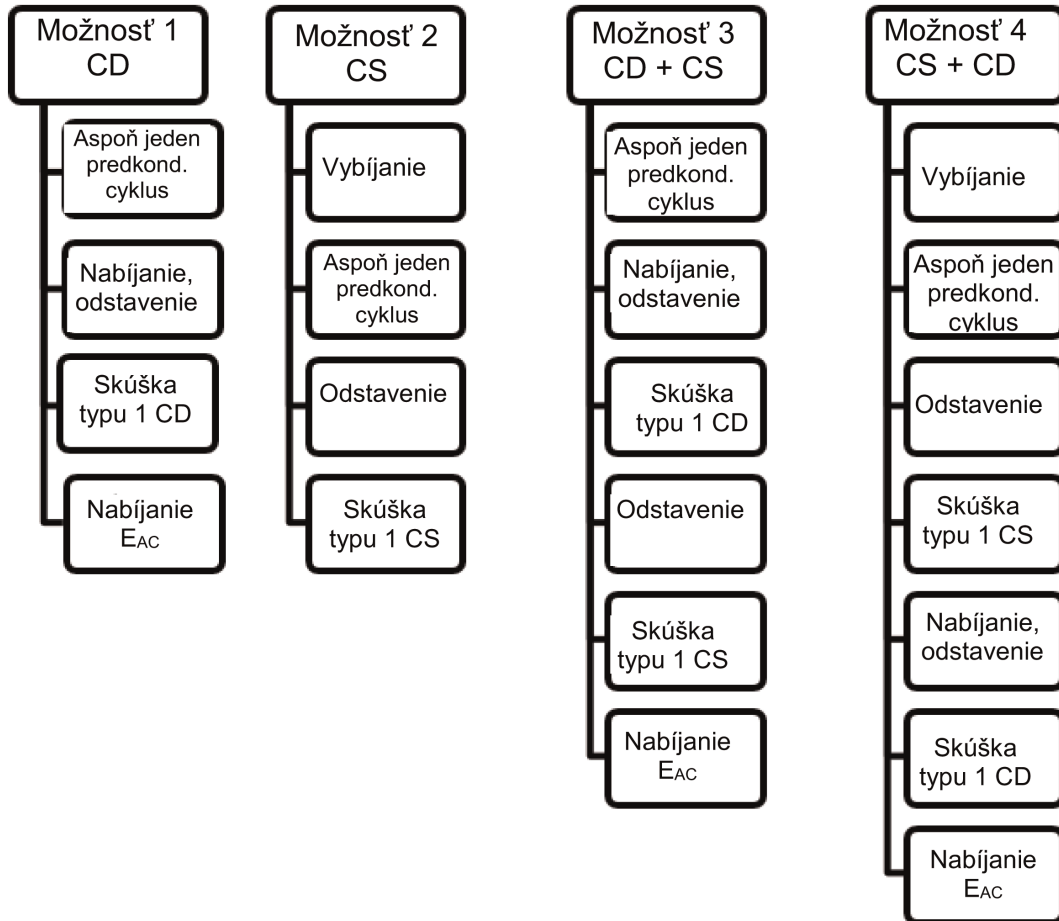 Možnosť 1
CD
Aspoň jeden
predkond.
cyklus
Nabíjanie,
odstavenie
Skúška
typu 1 CD
Nabíjanie
EAC
Možnosť 2
CS
Vybíjanie
Aspoň jeden
predkond.
cyklus
Odstavenie
Skúška
typu 1 CS
Možnosť 3
CD + CS
Aspoň jeden
predkond.
cyklus
Nabíjanie,
odstavenie
Skúška
typu 1 CD
Odstavenie
Skúška
typu 1 CS
Nabíjanie
EAC
Možnosť 4
CS + CD
Vybíjanie
Aspoň jeden
predkond.
cyklus
Odstavenie
Skúška
typu 1 CS
Nabíjanie,
odstavenie
Skúška
typu 1 CD
Nabíjanie
EAC